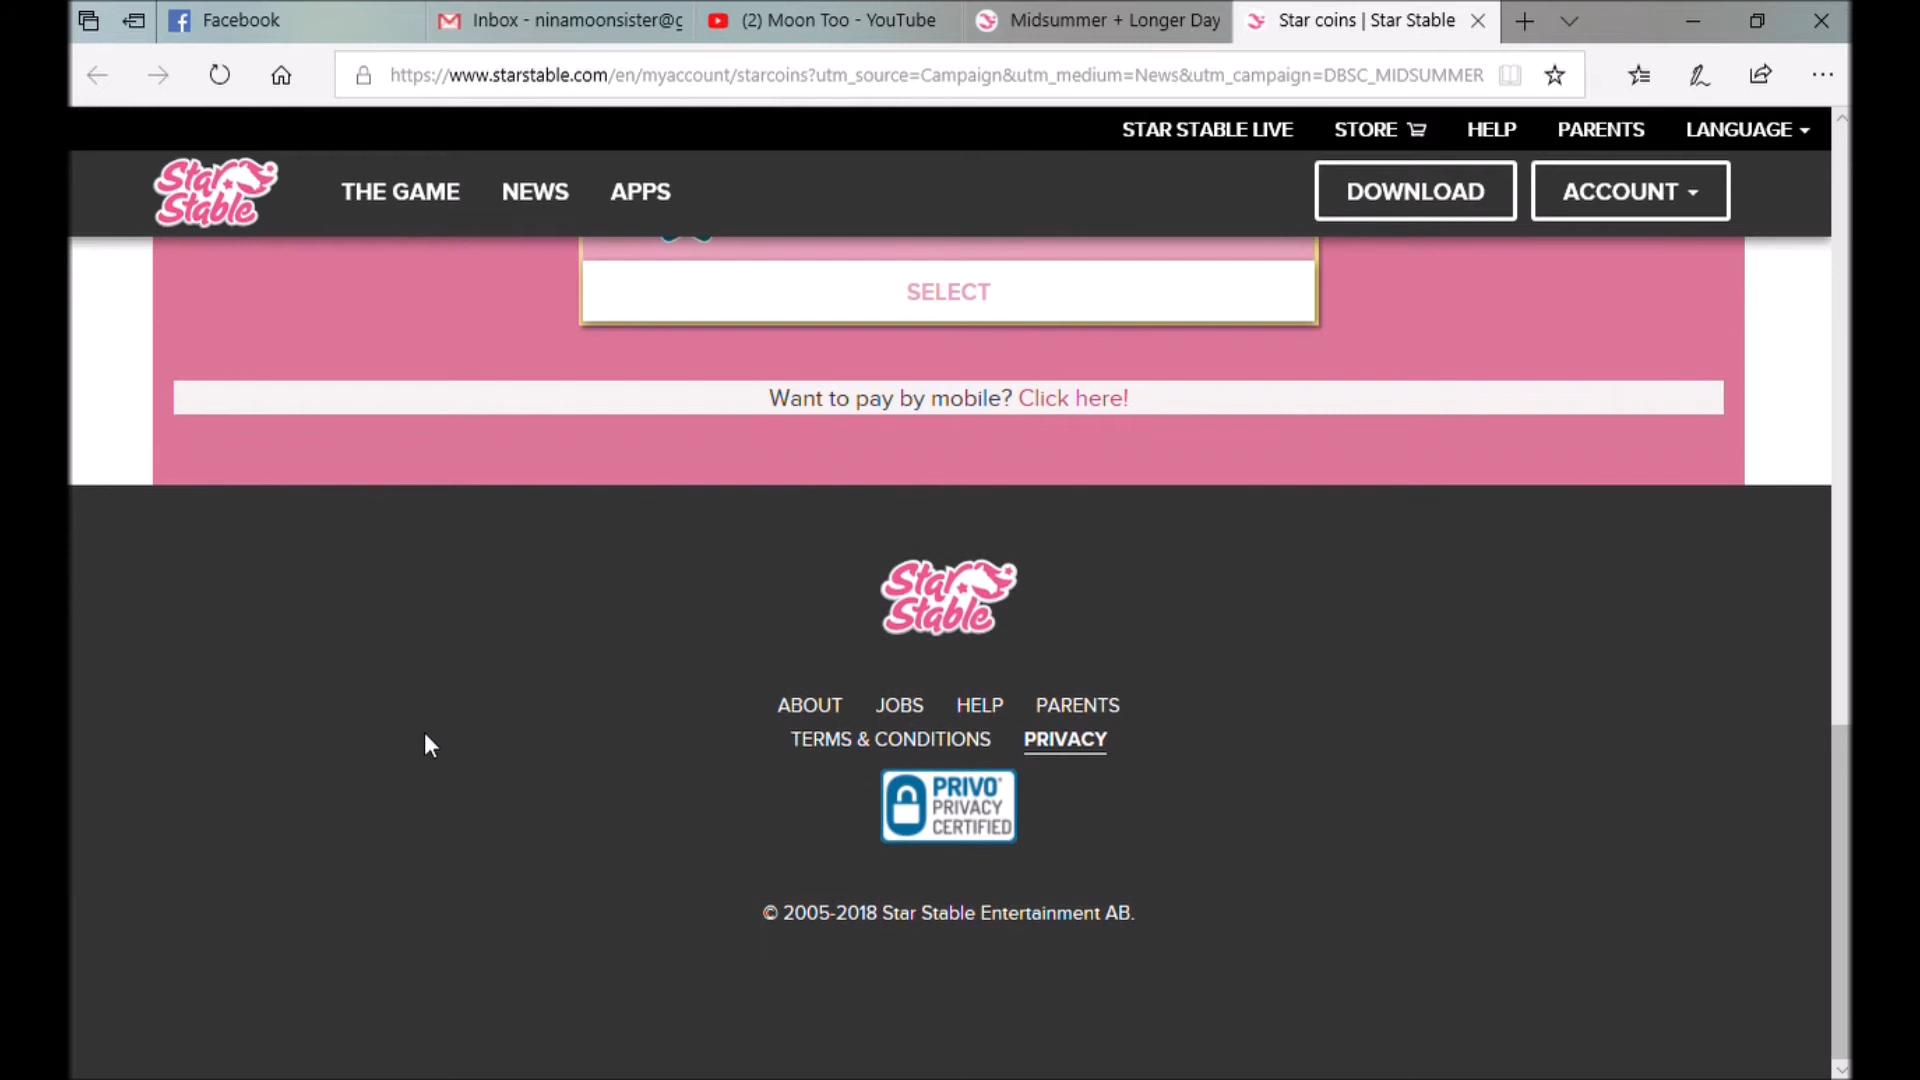 Facebook
Inbox - ninamoonsister@g
(2) Moon Too - YouTube
Midsummer + Longer Day
Star coins | Star Stable
https://www.starstable.com/en/myaccount/starcoins?utm_source=Campaign&utm_medium=News&utm_campaign=DBSC_MIDSUMMER
STAR STABLE LIVE
STORE
HELP
PARENTS
LANGUAGE
Star Stable
THE GAME
NEWS
APPS
DOWNLOAD
ACCOUNT
SELECT
Want to pay by mobile? Click here!
Star
Stable
ABOUT JOBS HELP PARENTS
TERMS & CONDITIONS PRIVACY
PRIVO
PRIVACY
CERTIFIED
© 2005-2018 Star Stable Entertainment AB.